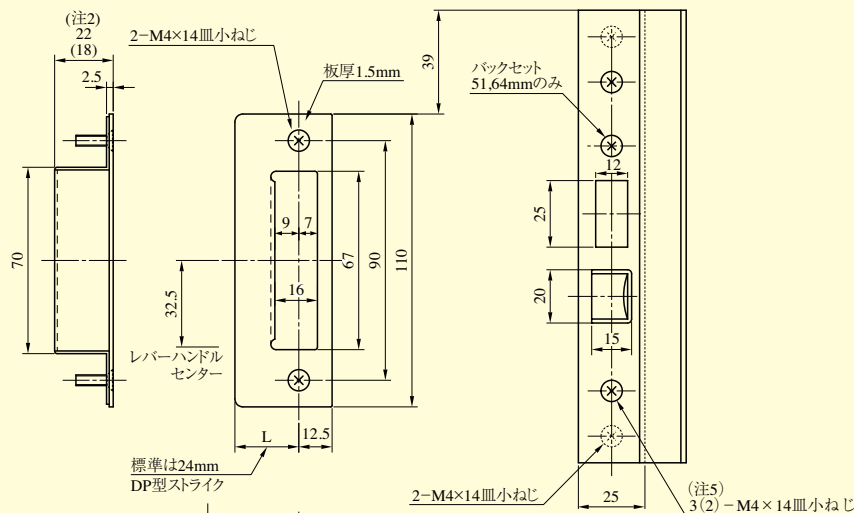 (注2)
22
(18)
2.5
70
2−M4×14皿小ねじ
板厚1.5mm
9
7
16
67
90
110
32.5
レバーハンドル
センター
L
12.5
標準は24mm
DP型ストライク
39
バックセット
51,64mmのみ
12
25
20
15
2−M4×14皿小ねじ
25
(注5)
3(2)−M4×14皿小ねじ